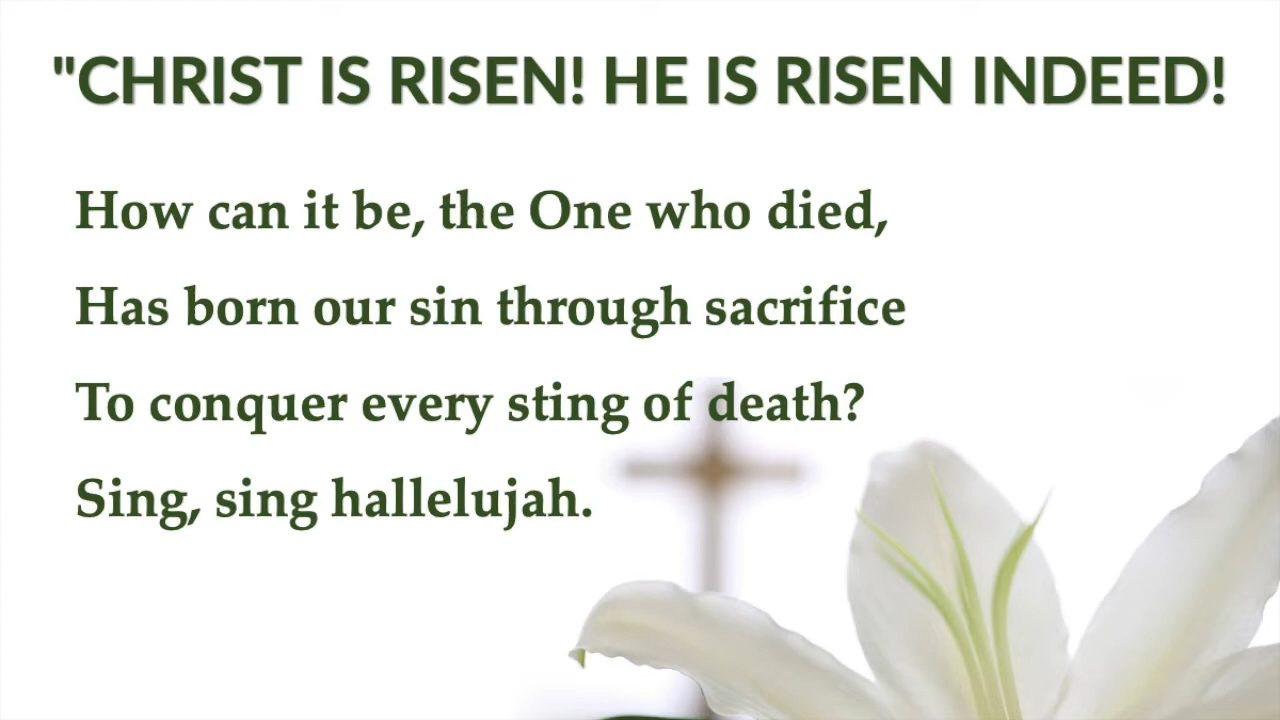 "CHRIST IS RISEN! HE IS RISEN INDEED!
How can it be, the One who died,
Has born our sin through sacrifice
To conquer every sting of death?
Sing, sing hallelujah.